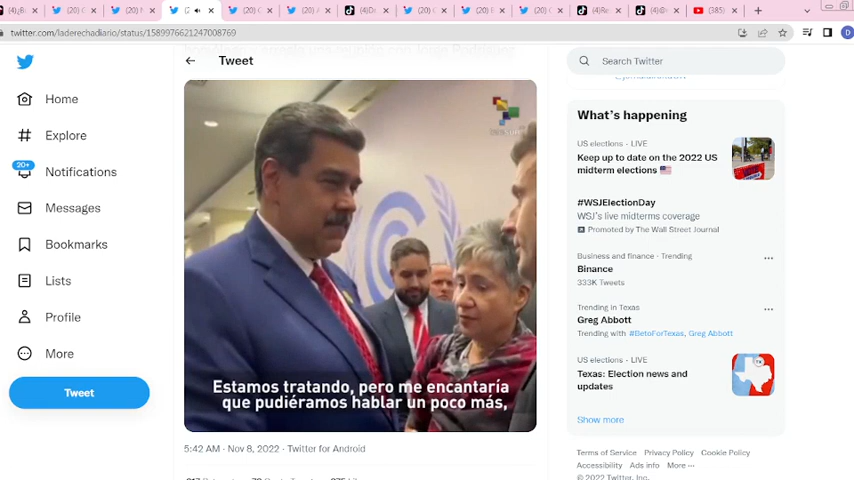 twitter.com/laderechadiario/status/1589976621247008769
Tweet
Search Twitter
Home
Explore
20+
Notifications
Messages
Bookmarks
Lists
Profile
More
Tweet
Estamos tratando, pero me encantaría
que pudiéramos hablar un poco más,
5:42 AM · Nov 8, 2022 · Twitter for Android
What's happening
US elections · LIVE
Keep up to date on the 2022 US
midterm elections
#WSJElectionDay
WSJ's live midterms coverage
Promoted by The Wall Street Journal
Business and finance · Trending
Binance
333K Tweets
Trending in Texas
Greg Abbott
Trending with #BetoForTexas, Greg Abbott
US elections · LIVE
Texas: Election news and
updates
Show more
Terms of Service Privacy Policy Cookie Policy
Accessibility Ads info More ···
© 2022 Twitter, Inc.